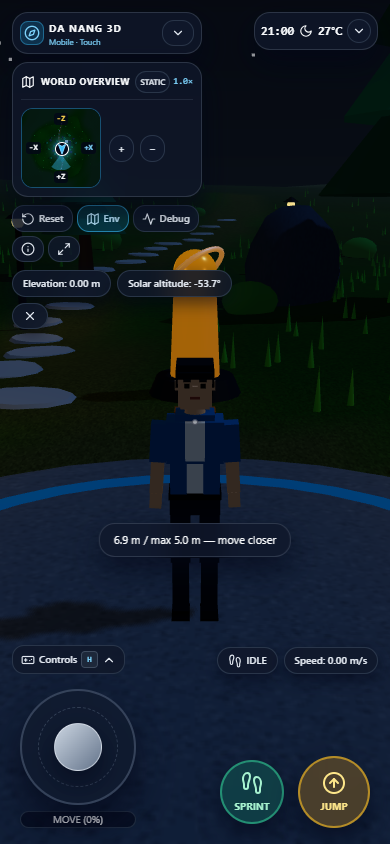 DA NANG 3D
Mobile · Touch
21:00 27°C
WORLD OVERVIEW STATIC 1.0×
-Z
-X +X
+Z
+ −
Reset Env Debug
Elevation: 0.00 m Solar altitude: -53.7°
6.9 m / max 5.0 m — move closer
Controls H IDLE Speed: 0.00 m/s
SPRINT JUMP
MOVE (0%)